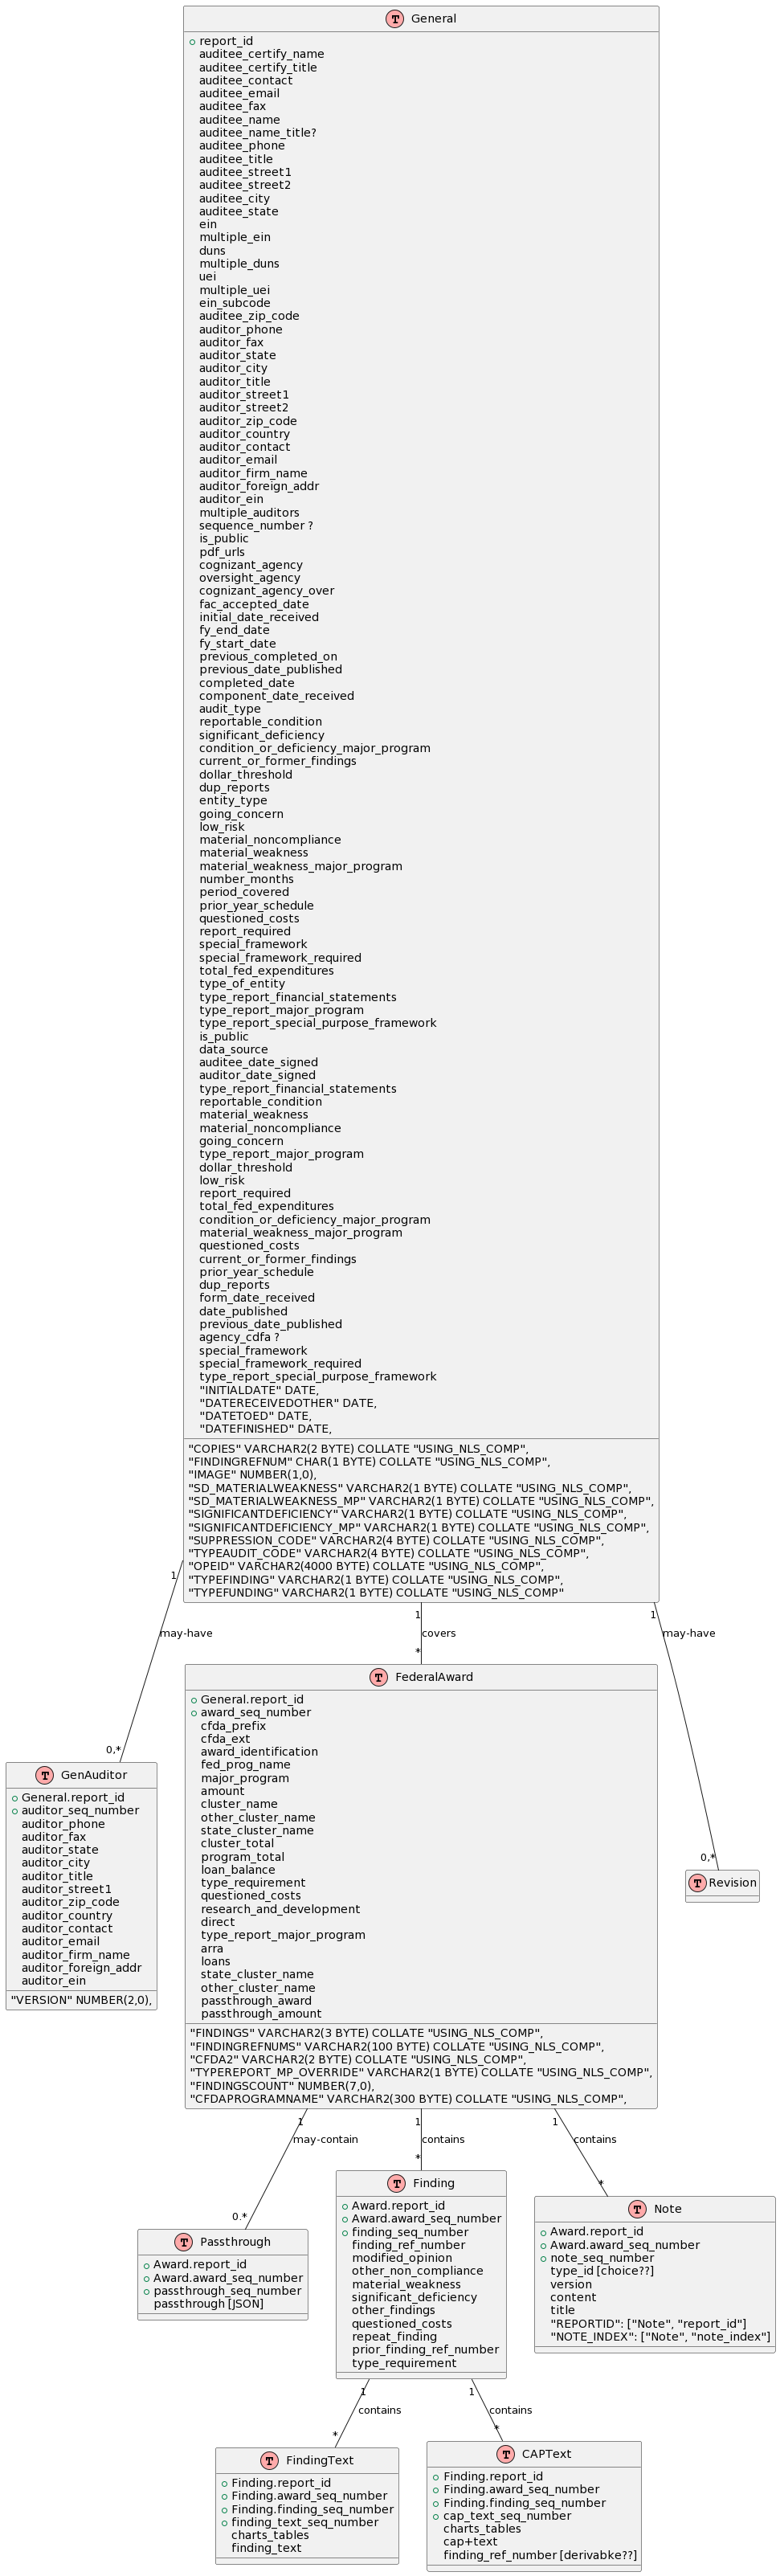 T General
report_id
auditee_certify_name
auditee_certify_title
auditee_contact
auditee_email
auditee_fax
auditee_name
auditee_name_title?
auditee_phone
auditee_title
auditee_street1
auditee_street2
auditee_city
auditee_state
ein
multiple_ein
duns
multiple_duns
uei
multiple_uei
ein_subcode
auditee_zip_code
auditor_phone
auditor_fax
auditor_state
auditor_city
auditor_title
auditor_street1
auditor_street2
auditor_zip_code
auditor_country
auditor_contact
auditor_email
auditor_firm_name
auditor_foreign_addr
auditor_ein
multiple_auditors
sequence_number ?
is_public
pdf_urls
cognizant_agency
oversight_agency
cognizant_agency_over
fac_accepted_date
initial_date_received
fy_end_date
fy_start_date
previous_completed_on
previous_date_published
completed_date
component_date_received
audit_type
reportable_condition
significant_deficiency
condition_or_deficiency_major_program
current_or_former_findings
dollar_threshold
dup_reports
entity_type
going_concern
low_risk
material_noncompliance
material_weakness
material_weakness_major_program
number_months
period_covered
prior_year_schedule
questioned_costs
report_required
special_framework
special_framework_required
total_fed_expenditures
type_of_entity
type_report_financial_statements
type_report_major_program
type_report_special_purpose_framework
is_public
data_source
auditee_date_signed
auditor_date_signed
type_report_financial_statements
reportable_condition
material_weakness
material_noncompliance
going_concern
type_report_major_program
dollar_threshold
low_risk
report_required
total_fed_expenditures
condition_or_deficiency_major_program
material_weakness_major_program
questioned_costs
current_or_former_findings
prior_year_schedule
dup_reports
form_date_received
date_published
previous_date_published
agency_cdfa ?
special_framework
special_framework_required
type_report_special_purpose_framework
"INITIALDATE" DATE,
"DATERECEIVEDOTHER" DATE,
"DATETOED" DATE,
"DATEFINISHED" DATE,
"COPIES" VARCHAR2(2 BYTE) COLLATE "USING_NLS_COMP",
"FINDINGREFNUM" CHAR(1 BYTE) COLLATE "USING_NLS_COMP",
"IMAGE" NUMBER(1,0),
"SD_MATERIALWEAKNESS" VARCHAR2(1 BYTE) COLLATE "USING_NLS_COMP",
"SD_MATERIALWEAKNESS_MP" VARCHAR2(1 BYTE) COLLATE "USING_NLS_COMP",
"SIGNIFICANTDEFICIENCY" VARCHAR2(1 BYTE) COLLATE "USING_NLS_COMP",
"SIGNIFICANTDEFICIENCY_MP" VARCHAR2(1 BYTE) COLLATE "USING_NLS_COMP",
"SUPPRESSION_CODE" VARCHAR2(4 BYTE) COLLATE "USING_NLS_COMP",
"TYPEAUDIT_CODE" VARCHAR2(4 BYTE) COLLATE "USING_NLS_COMP",
"OPEID" VARCHAR2(4000 BYTE) COLLATE "USING_NLS_COMP",
"TYPEFINDING" VARCHAR2(1 BYTE) COLLATE "USING_NLS_COMP",
"TYPEFUNDING" VARCHAR2(1 BYTE) COLLATE "USING_NLS_COMP"
1
may-have
0,*
1
covers
*
1
may-have
0,*
T GenAuditor
General.report_id
auditor_seq_number
auditor_phone
auditor_fax
auditor_state
auditor_city
auditor_title
auditor_street1
auditor_zip_code
auditor_country
auditor_contact
auditor_email
auditor_firm_name
auditor_foreign_addr
auditor_ein
"VERSION" NUMBER(2,0),
T FederalAward
General.report_id
award_seq_number
cfda_prefix
cfda_ext
award_identification
fed_prog_name
major_program
amount
cluster_name
other_cluster_name
state_cluster_name
cluster_total
program_total
loan_balance
type_requirement
questioned_costs
research_and_development
direct
type_report_major_program
arra
loans
state_cluster_name
other_cluster_name
passthrough_award
passthrough_amount
"FINDINGS" VARCHAR2(3 BYTE) COLLATE "USING_NLS_COMP",
"FINDINGREFNUMS" VARCHAR2(100 BYTE) COLLATE "USING_NLS_COMP",
"CFDA2" VARCHAR2(2 BYTE) COLLATE "USING_NLS_COMP",
"TYPEREPORT_MP_OVERRIDE" VARCHAR2(1 BYTE) COLLATE "USING_NLS_COMP",
"FINDINGSCOUNT" NUMBER(7,0),
"CFDAPROGRAMNAME" VARCHAR2(300 BYTE) COLLATE "USING_NLS_COMP",
T Revision
1
may-contain
0.*
1
contains
*
1
contains
*
T Passthrough
Award.report_id
Award.award_seq_number
passthrough_seq_number
passthrough [JSON]
T Finding
Award.report_id
Award.award_seq_number
finding_seq_number
finding_ref_number
modified_opinion
other_non_compliance
material_weakness
significant_deficiency
other_findings
questioned_costs
repeat_finding
prior_finding_ref_number
type_requirement
T Note
Award.report_id
Award.award_seq_number
note_seq_number
type_id [choice??]
version
content
title
"REPORTID": ["Note", "report_id"]
"NOTE_INDEX": ["Note", "note_index"]
1
contains
*
1
contains
*
T FindingText
Finding.report_id
Finding.award_seq_number
Finding.finding_seq_number
finding_text_seq_number
charts_tables
finding_text
T CAPText
Finding.report_id
Finding.award_seq_number
Finding.finding_seq_number
cap_text_seq_number
charts_tables
cap+text
finding_ref_number [derivabke??]